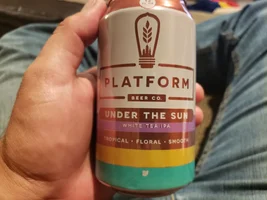 PLATFORM
BEER CO.
UNDER THE SUN
WHITE TEA IPA
TROPICAL • FLORAL • SMOOTH